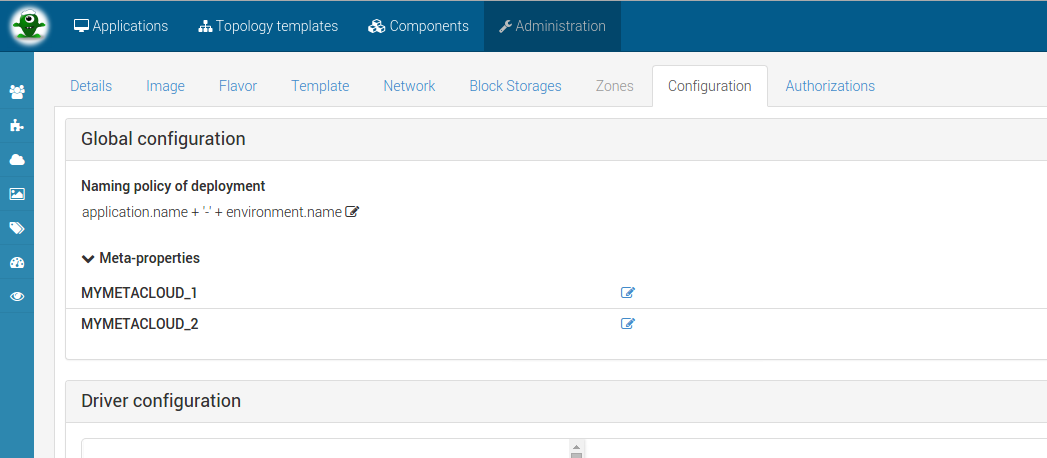 Applications Topology templates Components Administration
Details Image Flavor Template Network Block Storages Zones Configuration Authorizations
Global configuration
Naming policy of deployment
application.name + '-' + environment.name
Meta-properties
MYMETACLOUD_1
MYMETACLOUD_2
Driver configuration